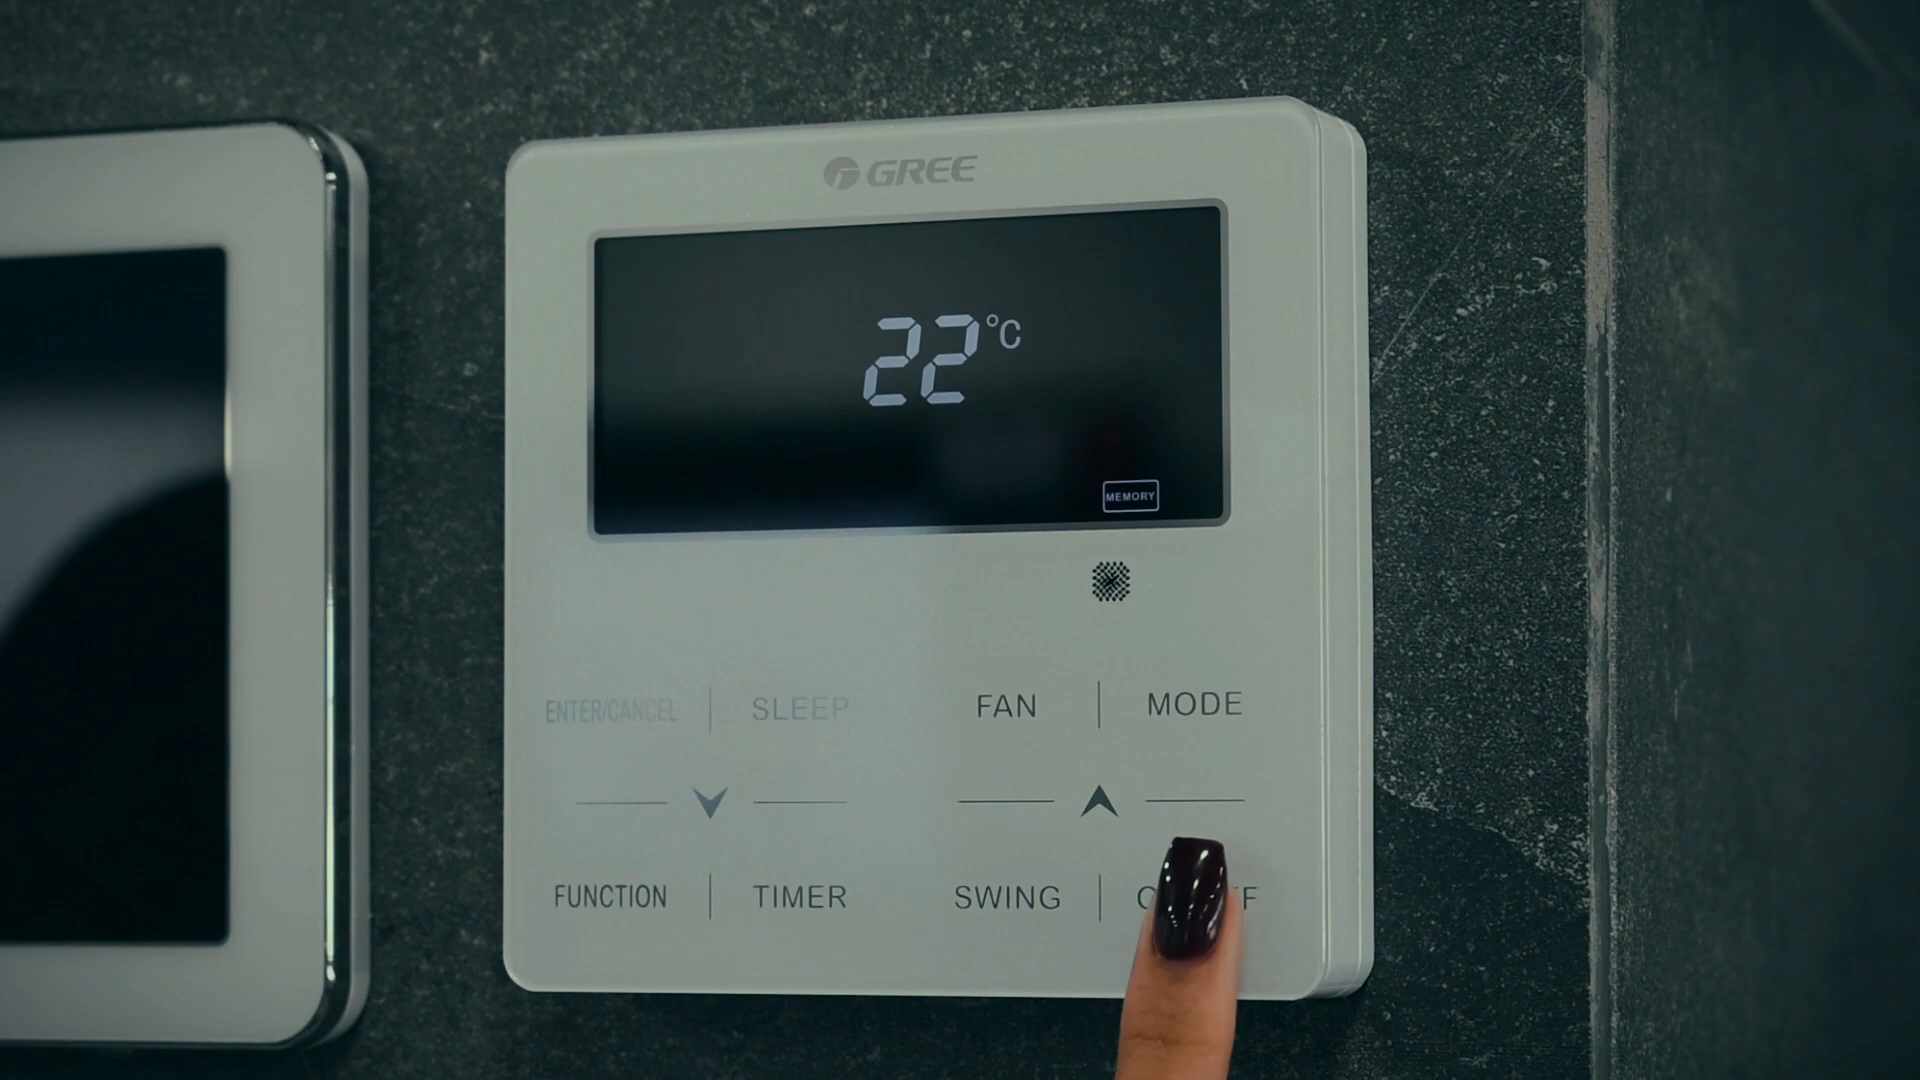 GREE
22°C
MEMORY
ENTER/CANCEL SLEEP FAN MODE
FUNCTION TIMER SWING